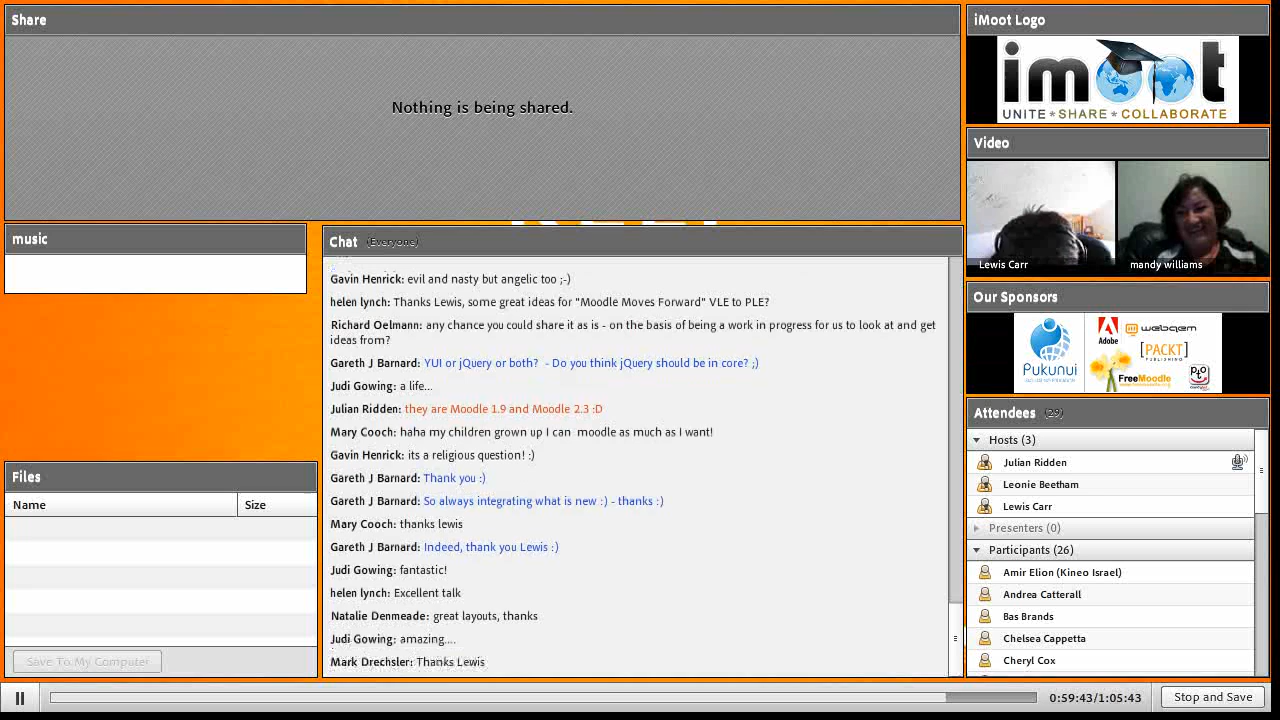 Share
Nothing is being shared.
iMoot Logo
imoot
UNITE * SHARE * COLLABORATE
Video
Lewis Carr
mandy williams
music
Chat (Everyone)
Gavin Henrick: evil and nasty but angelic too ;-)
helen lynch: Thanks Lewis, some great ideas for "Moodle Moves Forward" VLE to PLE?
Richard Oelmann: any chance you could share it as is - on the basis of being a work in progress for us to look at and get
ideas from?
Gareth J Barnard: YUI or jQuery or both? - Do you think jQuery should be in core? ;)
Judi Gowing: a life...
Julian Ridden: they are Moodle 1.9 and Moodle 2.3 :D
Mary Cooch: haha my children grown up I can moodle as much as I want!
Gavin Henrick: its a religious question! :)
Gareth J Barnard: Thank you :)
Gareth J Barnard: So always integrating what is new :) - thanks :)
Mary Cooch: thanks lewis
Gareth J Barnard: Indeed, thank you Lewis :)
Judi Gowing: fantastic!
helen lynch: Excellent talk
Natalie Denmeade: great layouts, thanks
Judi Gowing: amazing....
Mark Drechsler: Thanks Lewis
Our Sponsors
Pukunui
Adobe
webqem
[PACKT]
PUBLISHING
FreeMoodle
Attendees (29)
Hosts (3)
Julian Ridden
Leonie Beetham
Lewis Carr
Presenters (0)
Participants (26)
Amir Elion (Kineo Israel)
Andrea Catterall
Bas Brands
Chelsea Cappetta
Cheryl Cox
Files
Name
Size
Save To My Computer
0:59:43/1:05:43
Stop and Save